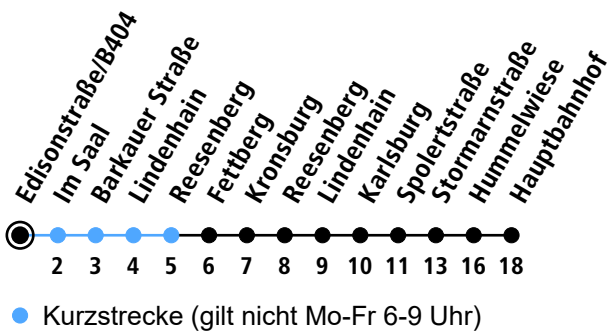 Edisonstraße/B404
Im Saal
Barkauer Straße
Lindenhain
Reesenberg
Fettberg
Kronsburg
Reesenberg
Lindenhain
Karlsburg
Spolertstraße
Stormarnstraße
Hummelwiese
Hauptbahnhof
2 3 4 5 6 7 8 9 10 11 13 16 18
Kurzstrecke (gilt nicht Mo-Fr 6-9 Uhr)